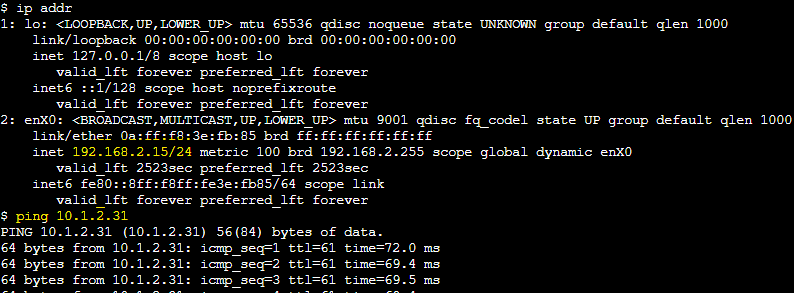 $ ip addr
1: lo: <LOOPBACK,UP,LOWER_UP> mtu 65536 qdisc noqueue state UNKNOWN group default qlen 1000
    link/loopback 00:00:00:00:00:00 brd 00:00:00:00:00:00
    inet 127.0.0.1/8 scope host lo
       valid_lft forever preferred_lft forever
    inet6 ::1/128 scope host noprefixroute
       valid_lft forever preferred_lft forever
2: enX0: <BROADCAST,MULTICAST,UP,LOWER_UP> mtu 9001 qdisc fq_codel state UP group default qlen 1000
    link/ether 0a:ff:f8:3e:fb:85 brd ff:ff:ff:ff:ff:ff
    inet 192.168.2.15/24 metric 100 brd 192.168.2.255 scope global dynamic enX0
       valid_lft 2523sec preferred_lft 2523sec
    inet6 fe80::8ff:f8ff:fe3e:fb85/64 scope link
       valid_lft forever preferred_lft forever
$ ping 10.1.2.31
PING 10.1.2.31 (10.1.2.31) 56(84) bytes of data.
64 bytes from 10.1.2.31: icmp_seq=1 ttl=61 time=72.0 ms
64 bytes from 10.1.2.31: icmp_seq=2 ttl=61 time=69.4 ms
64 bytes from 10.1.2.31: icmp_seq=3 ttl=61 time=69.5 ms